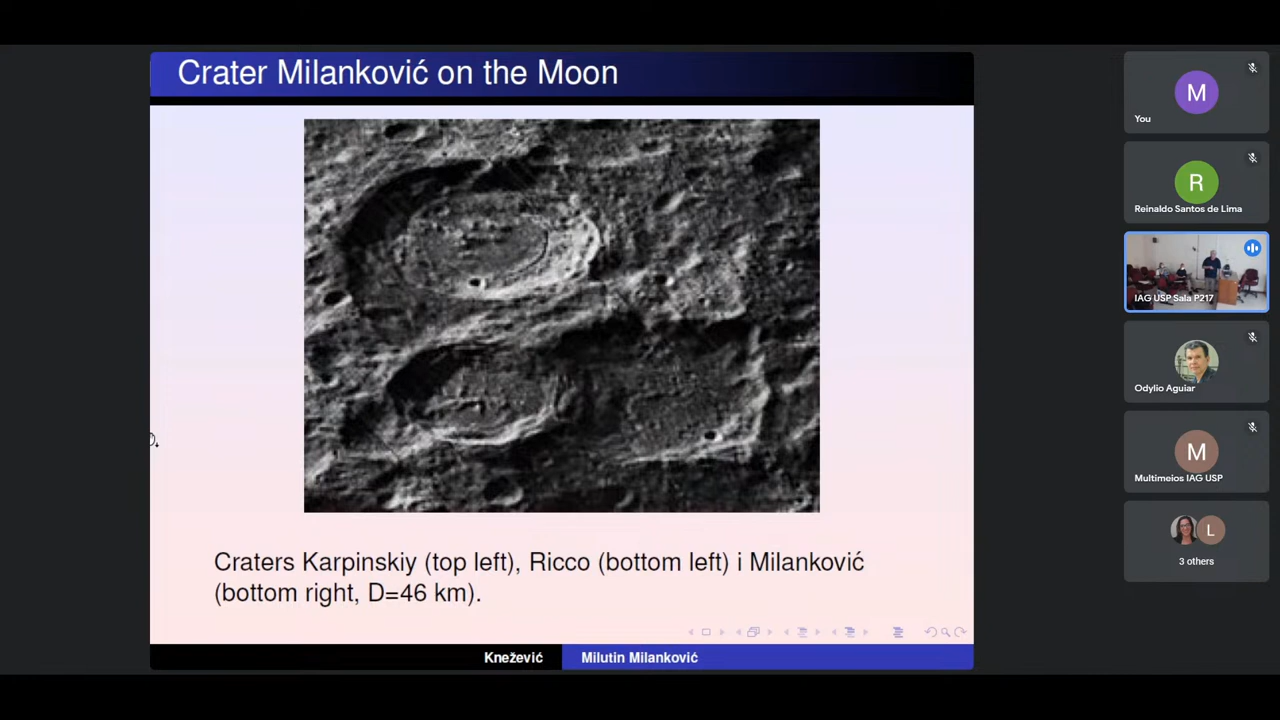 Crater Milanković on the Moon
Craters Karpinskiy (top left), Ricco (bottom left) i Milanković
(bottom right, D=46 km).
Knežević
Milutin Milanković
M
You
R
Reinaldo Santos de Lima
IAG USP Sala P217
Odylio Aguiar
M
Multimeios IAG USP
L
3 others